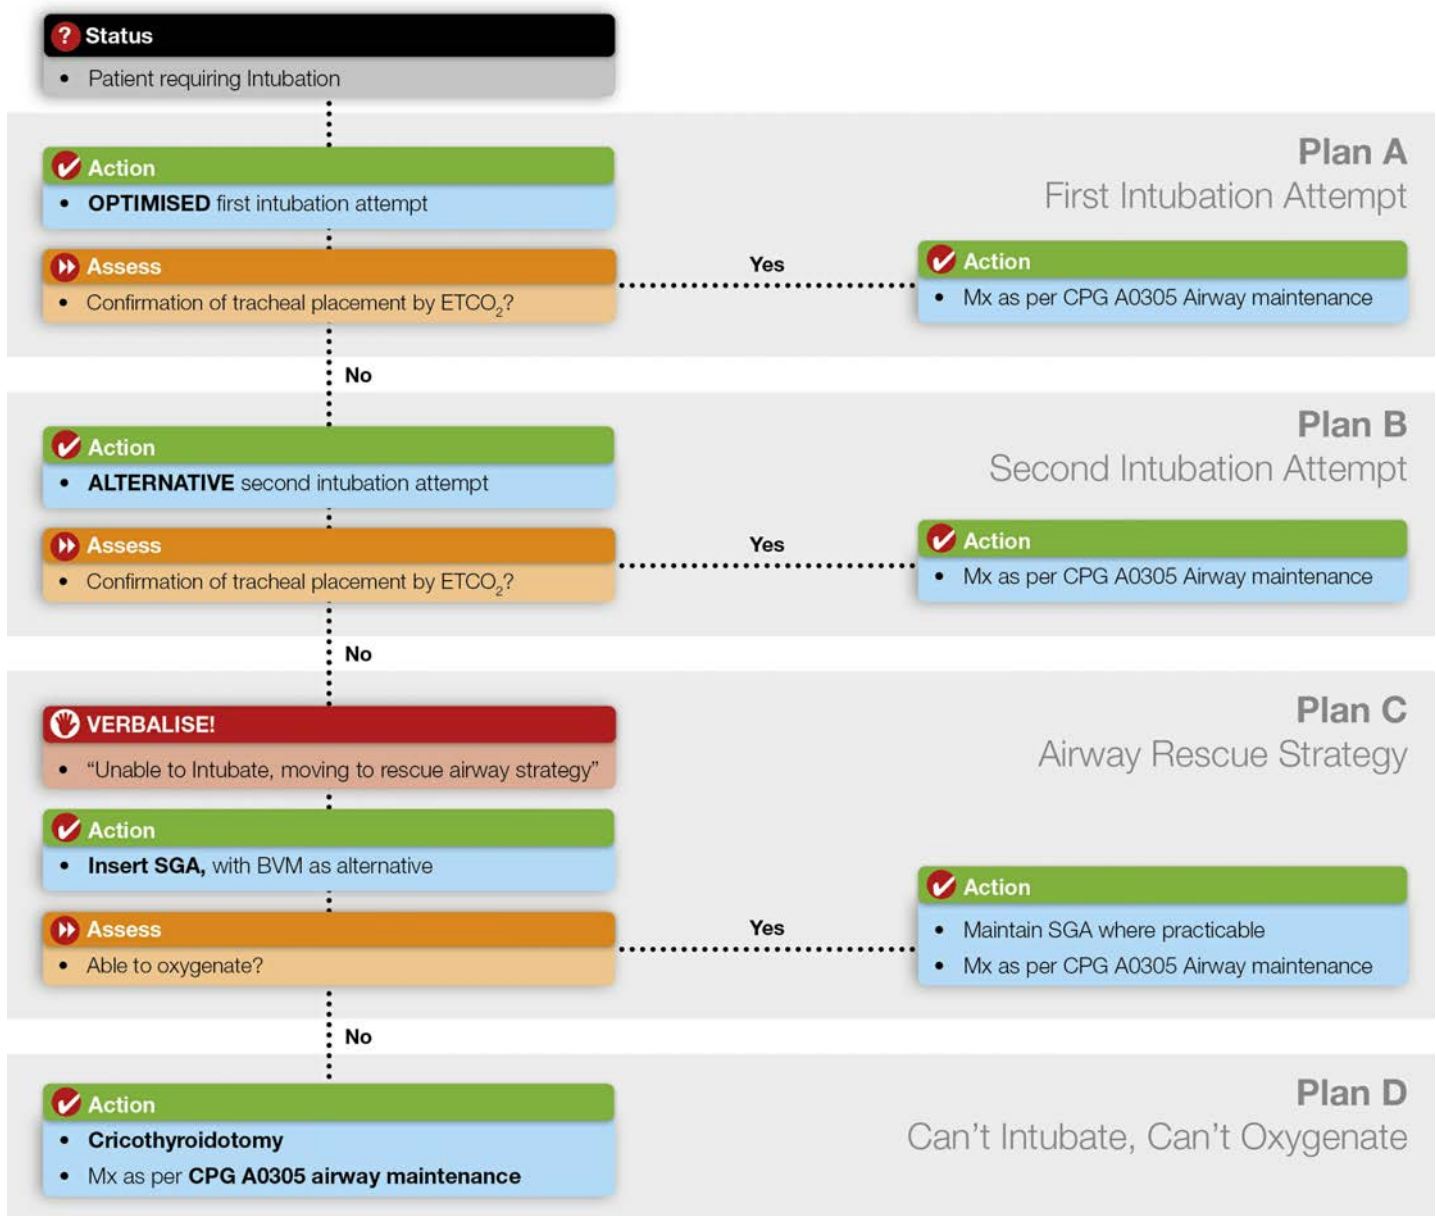 ? Status
• Patient requiring Intubation
Plan A
First Intubation Attempt
Action
• OPTIMISED first intubation attempt
Assess
• Confirmation of tracheal placement by ETCO₂?
Yes
Action
• Mx as per CPG A0305 Airway maintenance
No
Plan B
Second Intubation Attempt
Action
• ALTERNATIVE second intubation attempt
Assess
• Confirmation of tracheal placement by ETCO₂?
Yes
Action
• Mx as per CPG A0305 Airway maintenance
No
Plan C
Airway Rescue Strategy
VERBALISE!
• “Unable to Intubate, moving to rescue airway strategy”
Action
• Insert SGA, with BVM as alternative
Assess
• Able to oxygenate?
Yes
Action
• Maintain SGA where practicable
• Mx as per CPG A0305 Airway maintenance
No
Plan D
Can’t Intubate, Can’t Oxygenate
Action
• Cricothyroidotomy
• Mx as per CPG A0305 airway maintenance